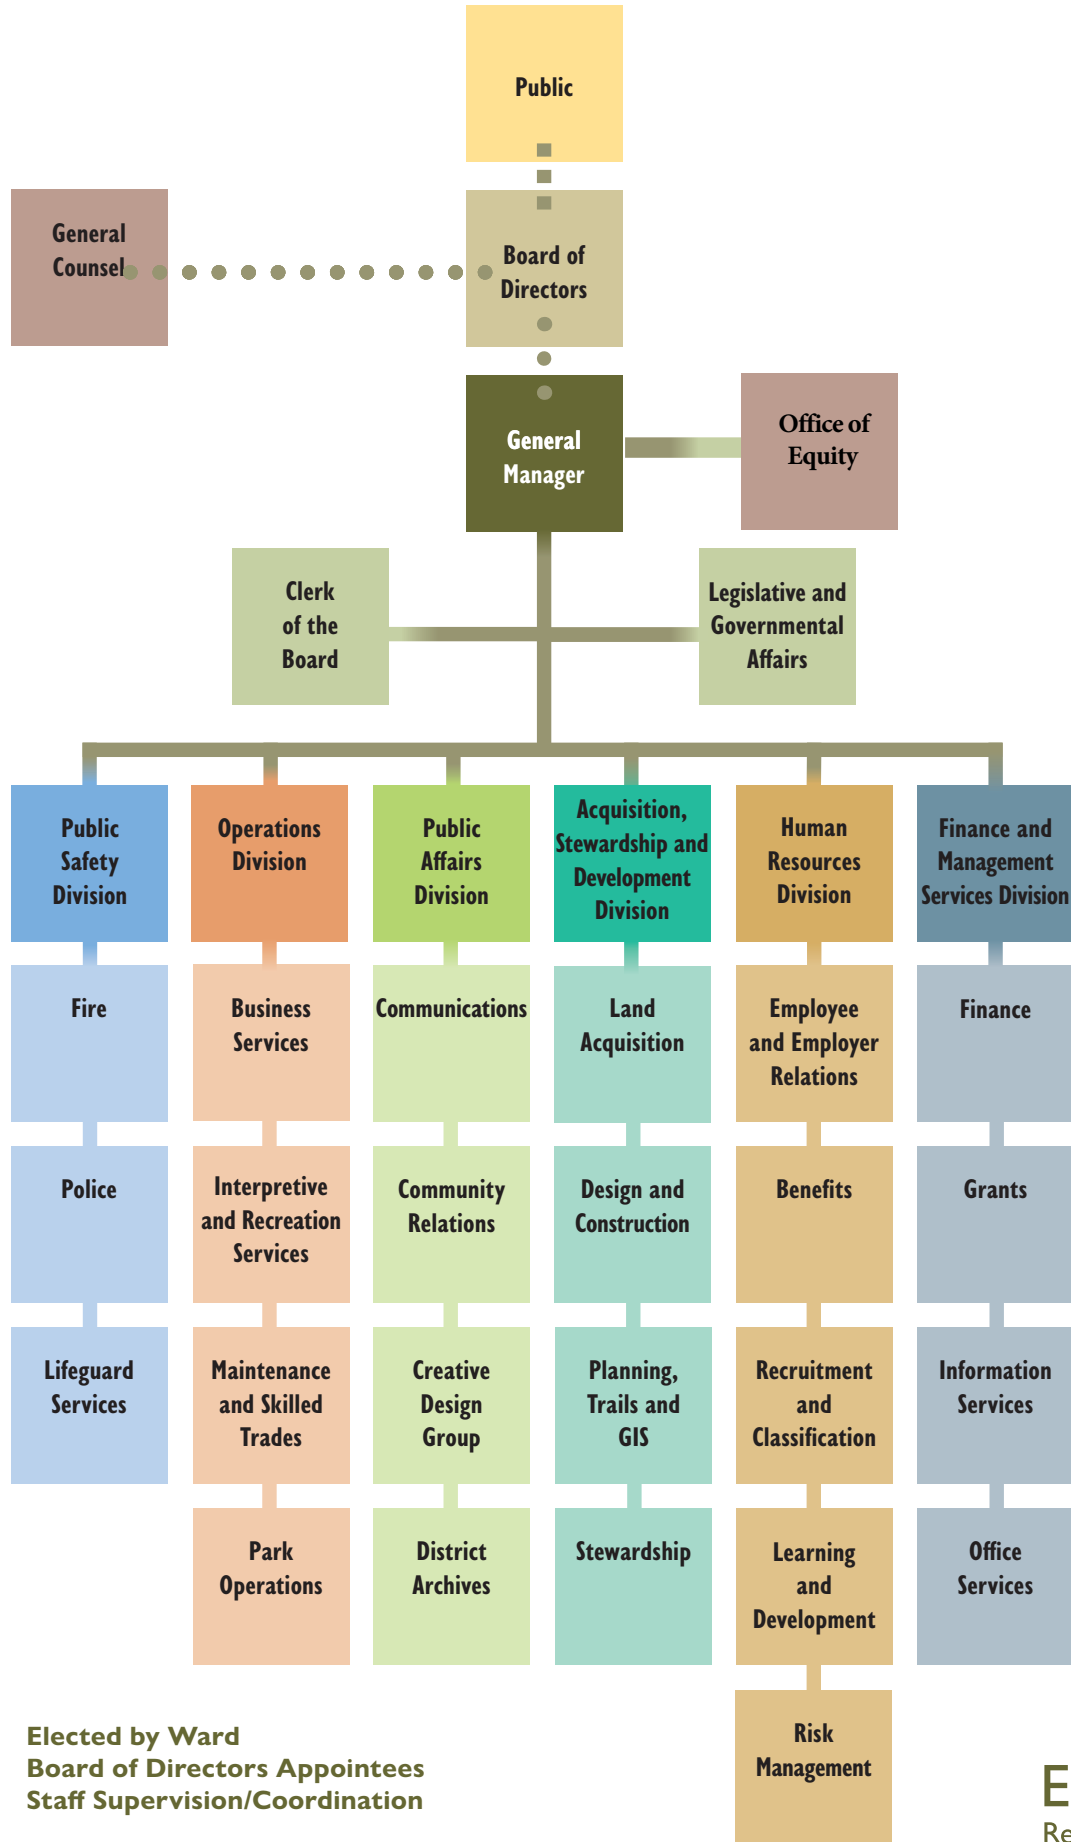 Public
General
Counsel
Board of
Directors
General
Manager
Office of
Equity
Clerk
of the
Board
Legislative and
Governmental
Affairs
Public
Safety
Division
Operations
Division
Public
Affairs
Division
Acquisition,
Stewardship and
Development
Division
Human
Resources
Division
Finance and
Management
Services Division
Fire
Business
Services
Communications
Land
Acquisition
Employee
and Employer
Relations
Finance
Police
Interpretive
and Recreation
Services
Community
Relations
Design and
Construction
Benefits
Grants
Lifeguard
Services
Maintenance
and Skilled
Trades
Creative
Design
Group
Planning,
Trails and
GIS
Recruitment
and
Classification
Information
Services
Park
Operations
District
Archives
Stewardship
Learning
and
Development
Office
Services
Risk
Management
Elected by Ward
Board of Directors Appointees
Staff Supervision/Coordination
E
Re